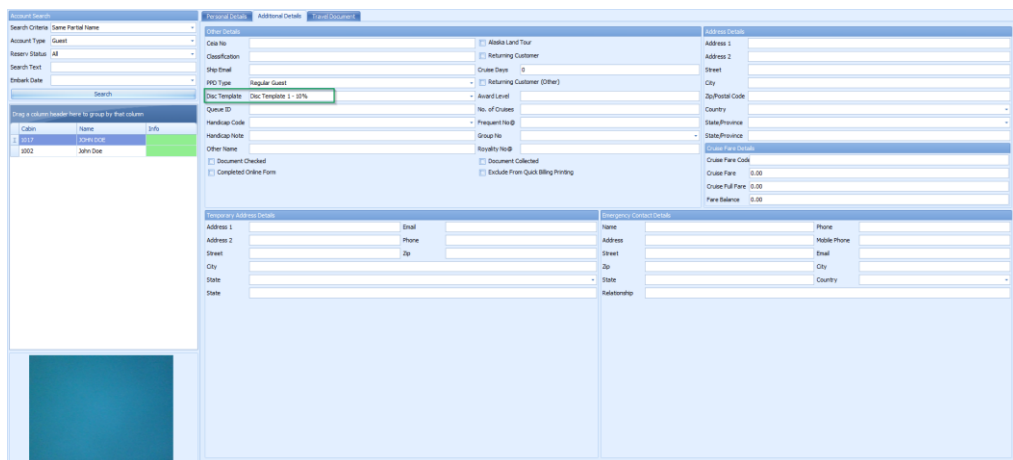 Account Search
Search Criteria Same Partial Name
Account Type Guest
Reserv Status All
Search Text
Embark Date
Search
Drag a column header here to group by that column
Cabin Name Info
1017 JOHN DOE
1002 John Doe
Personal Details Additional Details Travel Document
Other Details
Casa No
Alaska Land Tour
Classification
Returning Customer
Ship Email
Cruise Days 0
PPD Type Regular Guest
Returning Customer (Other)
Disc Template Disc Template 1 - 10%
Award Level
Queue ID
No. of Cruises
Handicap Code
Frequent No@
Handicap Note
Group No
Other Name
Royality No@
Document Checked
Document Collected
Completed Online Form
Exclude From Quick Billing Printing
Address Details
Address 1
Address 2
Street
City
Zip/Postal Code
Country
State/Province
State/Province
Cruise Fare Details
Cruise Fare Code
Cruise Fare 0.00
Cruise Full Fare 0.00
Fare Balance 0.00
Temporary Address Details
Address 1 Email
Address 2 Phone
Street Zip
City
State
State
Emergency Contact Details
Name Phone
Address Mobile Phone
Street Email
Zip City
State Country
Relationship